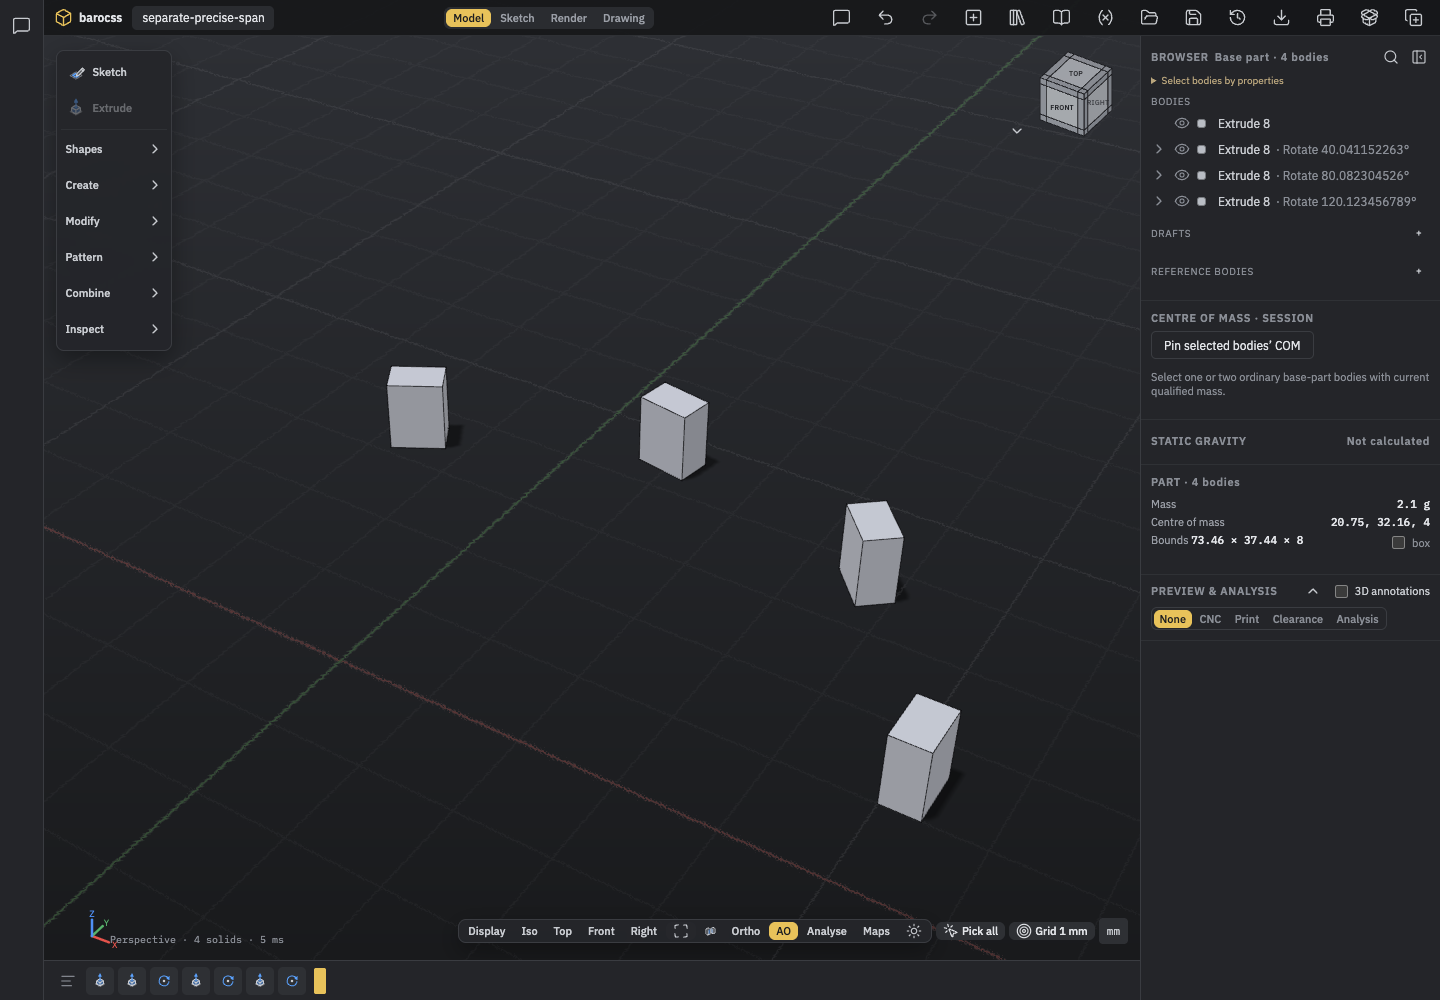 barocss
separate-precise-span
Model Sketch Render Drawing
Sketch
Extrude
Shapes
Create
Modify
Pattern
Combine
Inspect
TOP
FRONT
RIGHT
BROWSER Base part · 4 bodies
Select bodies by properties
BODIES
Extrude 8
Extrude 8 · Rotate 40.041152263°
Extrude 8 · Rotate 80.082304526°
Extrude 8 · Rotate 120.123456789°
DRAFTS +
REFERENCE BODIES +
CENTRE OF MASS · SESSION
Pin selected bodies’ COM
Select one or two ordinary base-part bodies with current
qualified mass.
STATIC GRAVITY Not calculated
PART · 4 bodies
Mass 2.1 g
Centre of mass 20.75, 32.16, 4
Bounds 73.46 × 37.44 × 8 box
PREVIEW & ANALYSIS 3D annotations
None CNC Print Clearance Analysis
Z
Y
X
Perspective · 4 solids · 5 ms
Display Iso Top Front Right Ortho AO Analyse Maps Pick all Grid 1 mm mm